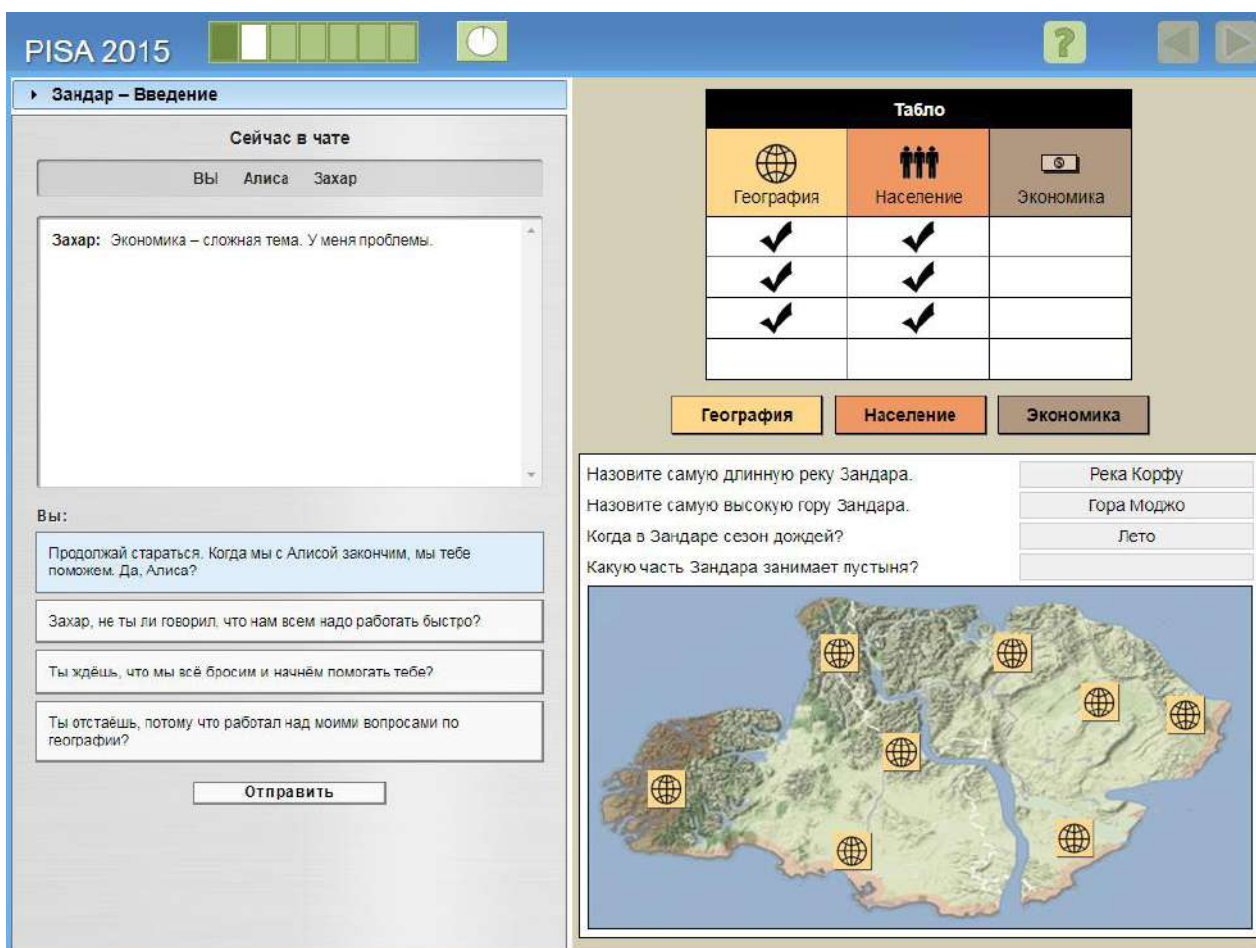 PISA 2015
?
Зандар – Введение
Сейчас в чате
ВЫ Алиса Захар
Захар: Экономика – сложная тема. У меня проблемы.
Вы:
Продолжай стараться. Когда мы с Алисой закончим, мы тебе
поможем. Да, Алиса?
Захар, не ты ли говорил, что нам всем надо работать быстро?
Ты ждёшь, что мы всё бросим и начнём помогать тебе?
Ты отстаёшь, потому что работал над моими вопросами по
географии?
Отправить
Табло
География Население Экономика
География Население Экономика
Назовите самую длинную реку Зандара. Река Корфу
Назовите самую высокую гору Зандара. Гора Моджо
Когда в Зандаре сезон дождей? Лето
Какую часть Зандара занимает пустыня?